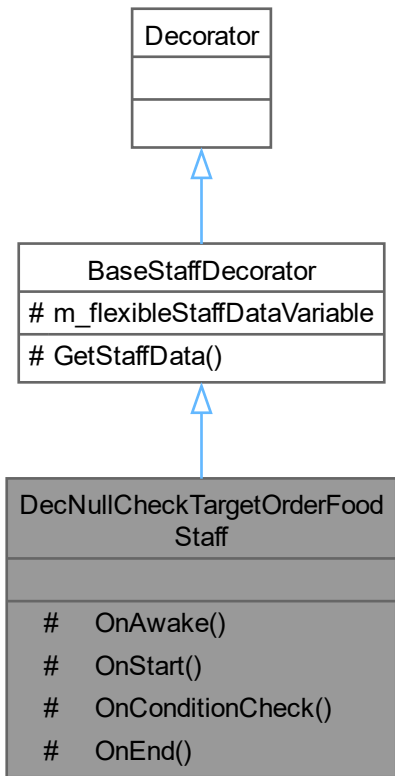 Decorator
BaseStaffDecorator
# m_flexibleStaffDataVariable
# GetStaffData()
DecNullCheckTargetOrderFood
Staff
# OnAwake()
# OnStart()
# OnConditionCheck()
# OnEnd()